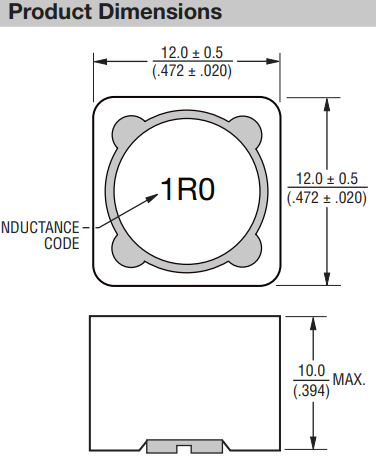 Product Dimensions
12.0 ± 0.5
(.472 ± .020)
12.0 ± 0.5
(.472 ± .020)
1R0
NDUCTANCE
CODE
10.0
(.394)
MAX.